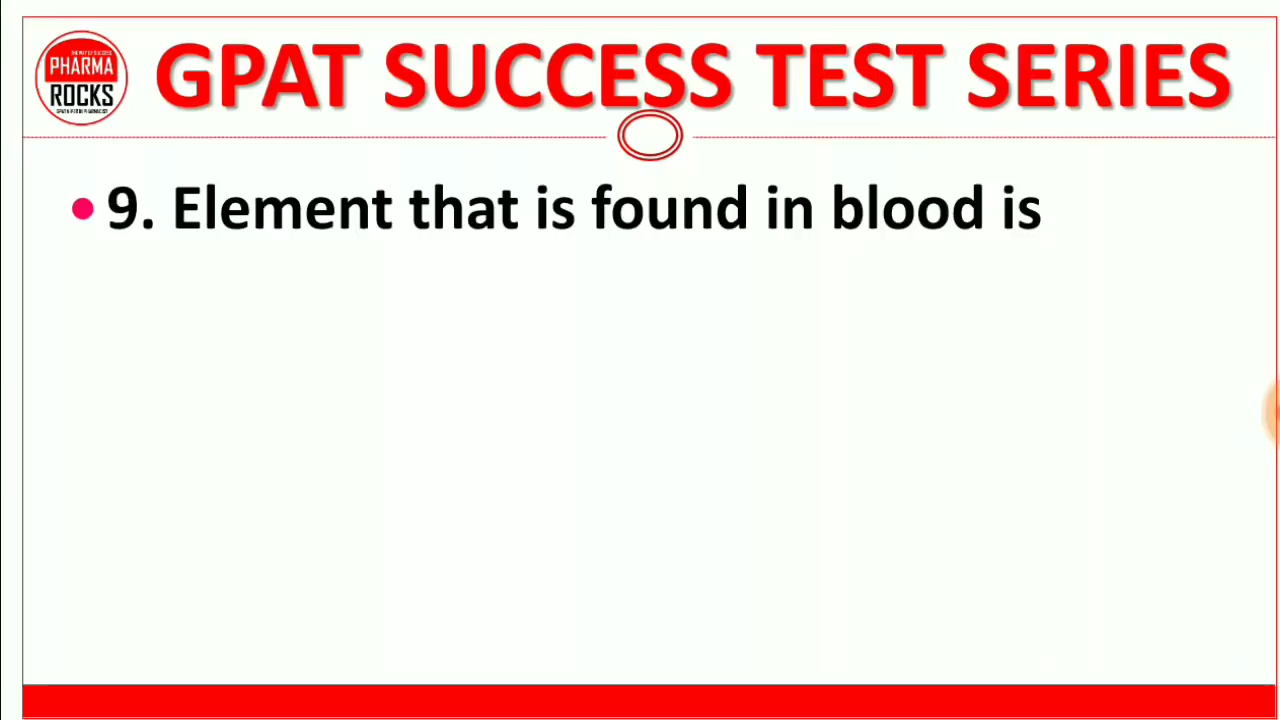 PHARMA
ROCKS
GPAT SUCCESS TEST SERIES
• 9. Element that is found in blood is